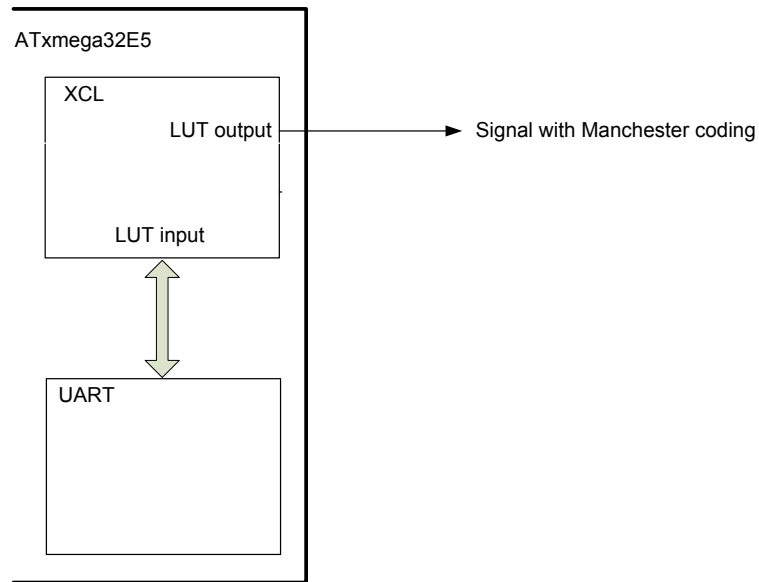 ATxmega32E5
XCL
LUT output
Signal with Manchester coding
LUT input
UART